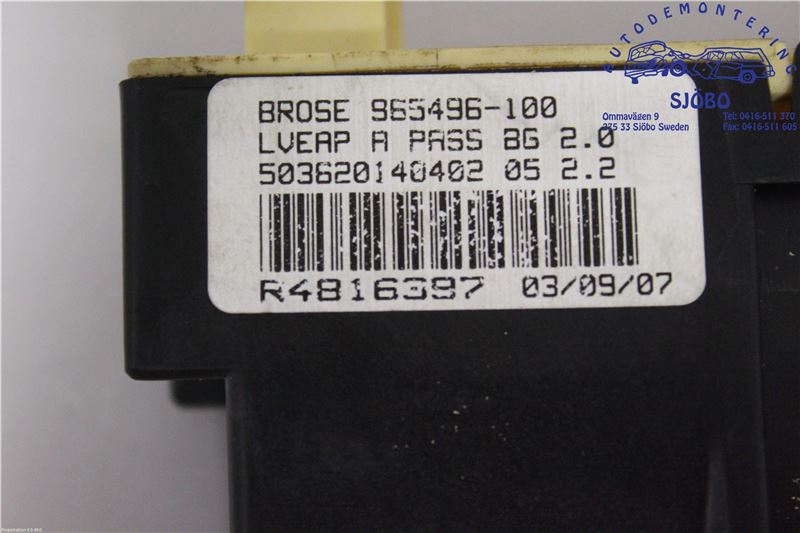 BROSE 965496-100
LVEAP A PASS BG 2.0
503620140402 05 2.2
R4816397 03/09/07
AUTODEMONTERING
SJÖBO
Ommavägen 9
275 33 Sjöbo Sweden
Tel: 0416-511 370
Fax: 0416-511 605